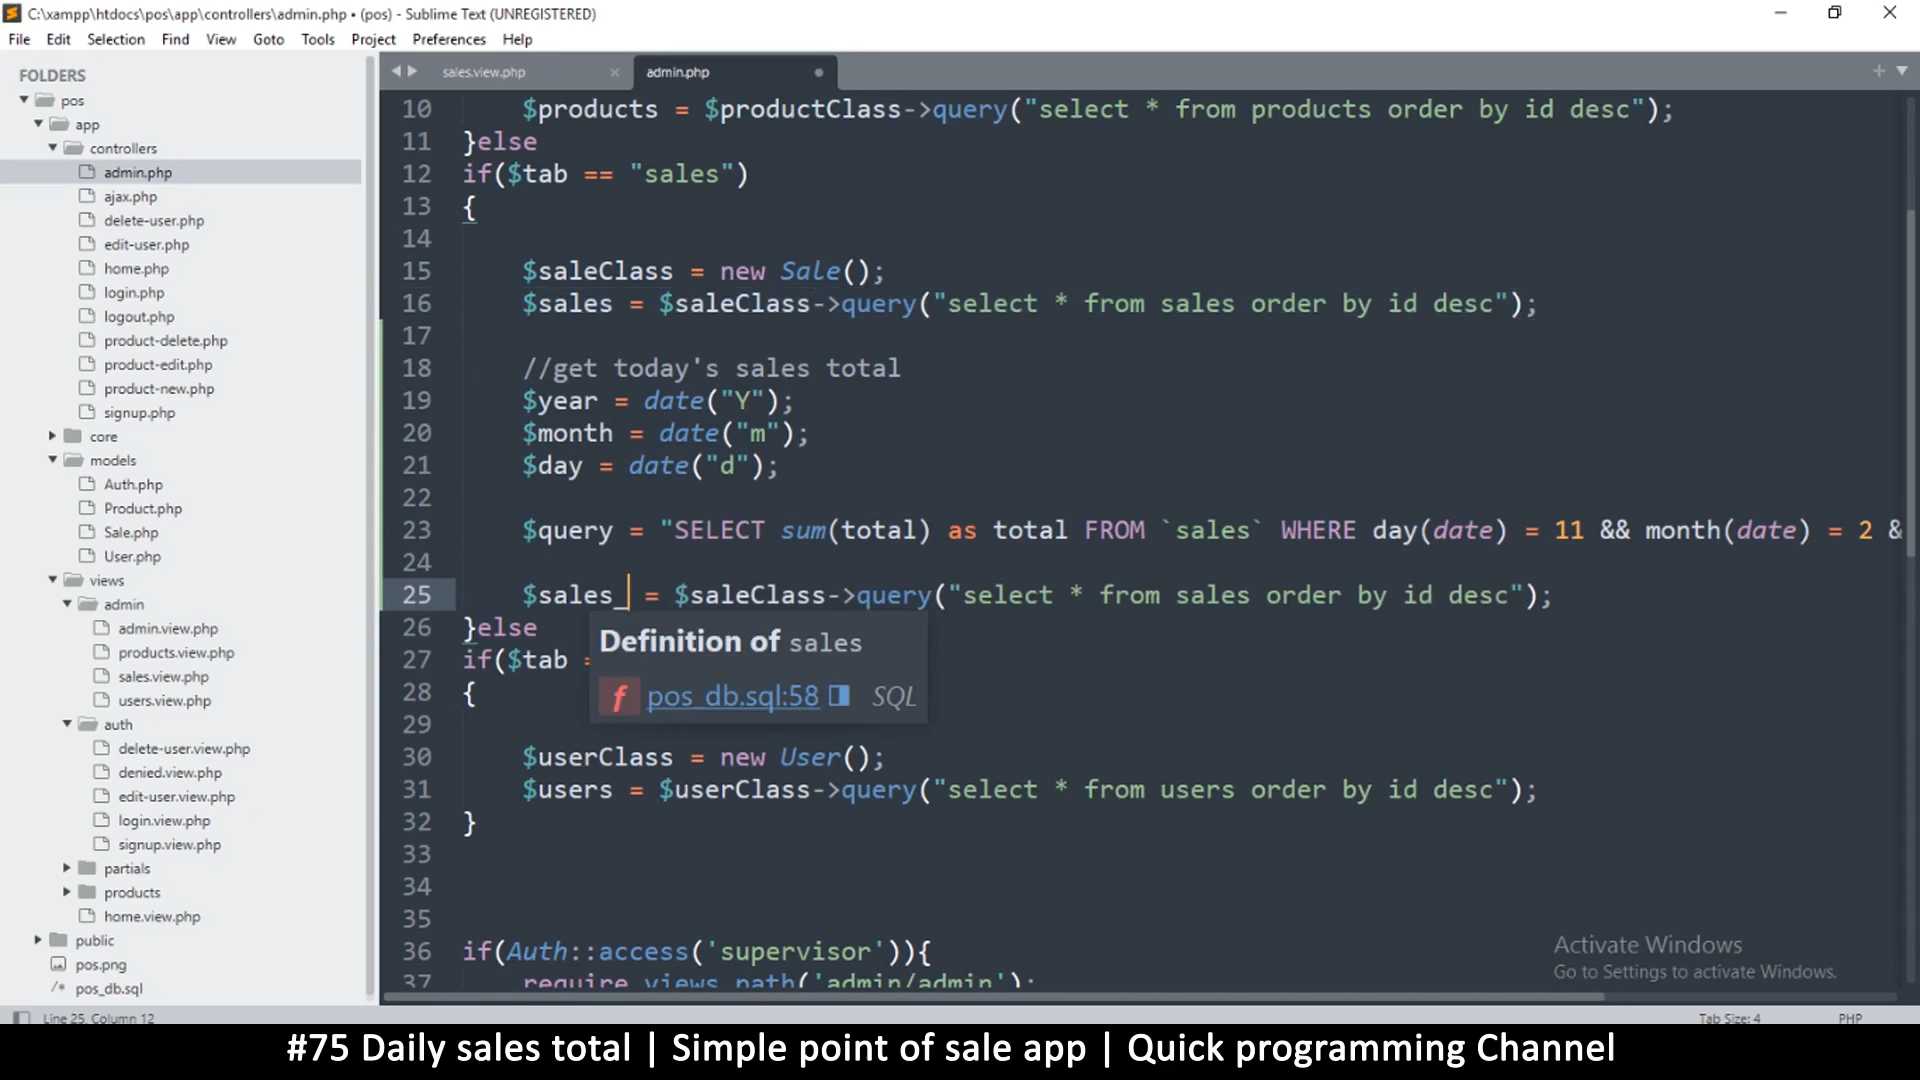 C:\xampp\htdocs\pos\app\controllers\admin.php • (pos) - Sublime Text (UNREGISTERED)
File Edit Selection Find View Goto Tools Project Preferences Help
FOLDERS
pos
app
controllers
admin.php
ajax.php
delete-user.php
edit-user.php
home.php
login.php
logout.php
product-delete.php
product-edit.php
product-new.php
signup.php
core
models
Auth.php
Product.php
Sale.php
User.php
views
admin
admin.view.php
products.view.php
sales.view.php
users.view.php
auth
delete-user.view.php
denied.view.php
edit-user.view.php
login.view.php
signup.view.php
partials
products
home.view.php
public
pos.png
/* pos_db.sql
sales.view.php × admin.php
10 $products = $productClass->query("select * from products order by id desc");
11 }else
12 if($tab == "sales")
13 {
14
15 $saleClass = new Sale();
16 $sales = $saleClass->query("select * from sales order by id desc");
17
18 //get today's sales total
19 $year = date("Y");
20 $month = date("m");
21 $day = date("d");
22
23 $query = "SELECT sum(total) as total FROM `sales` WHERE day(date) = 11 && month(date) = 2 &
24
25 $sales_ = $saleClass->query("select * from sales order by id desc");
26 }else
27 if($tab =
28 {
29
30 $userClass = new User();
31 $users = $userClass->query("select * from users order by id desc");
32 }
33
34
35
36 if(Auth::access('supervisor')){
37 require views_path('admin/admin');
Definition of sales
f pos_db.sql:58 SQL
Activate Windows
Go to Settings to activate Windows.
Line 25, Column 12 Tab Size: 4 PHP
#75 Daily sales total | Simple point of sale app | Quick programming Channel